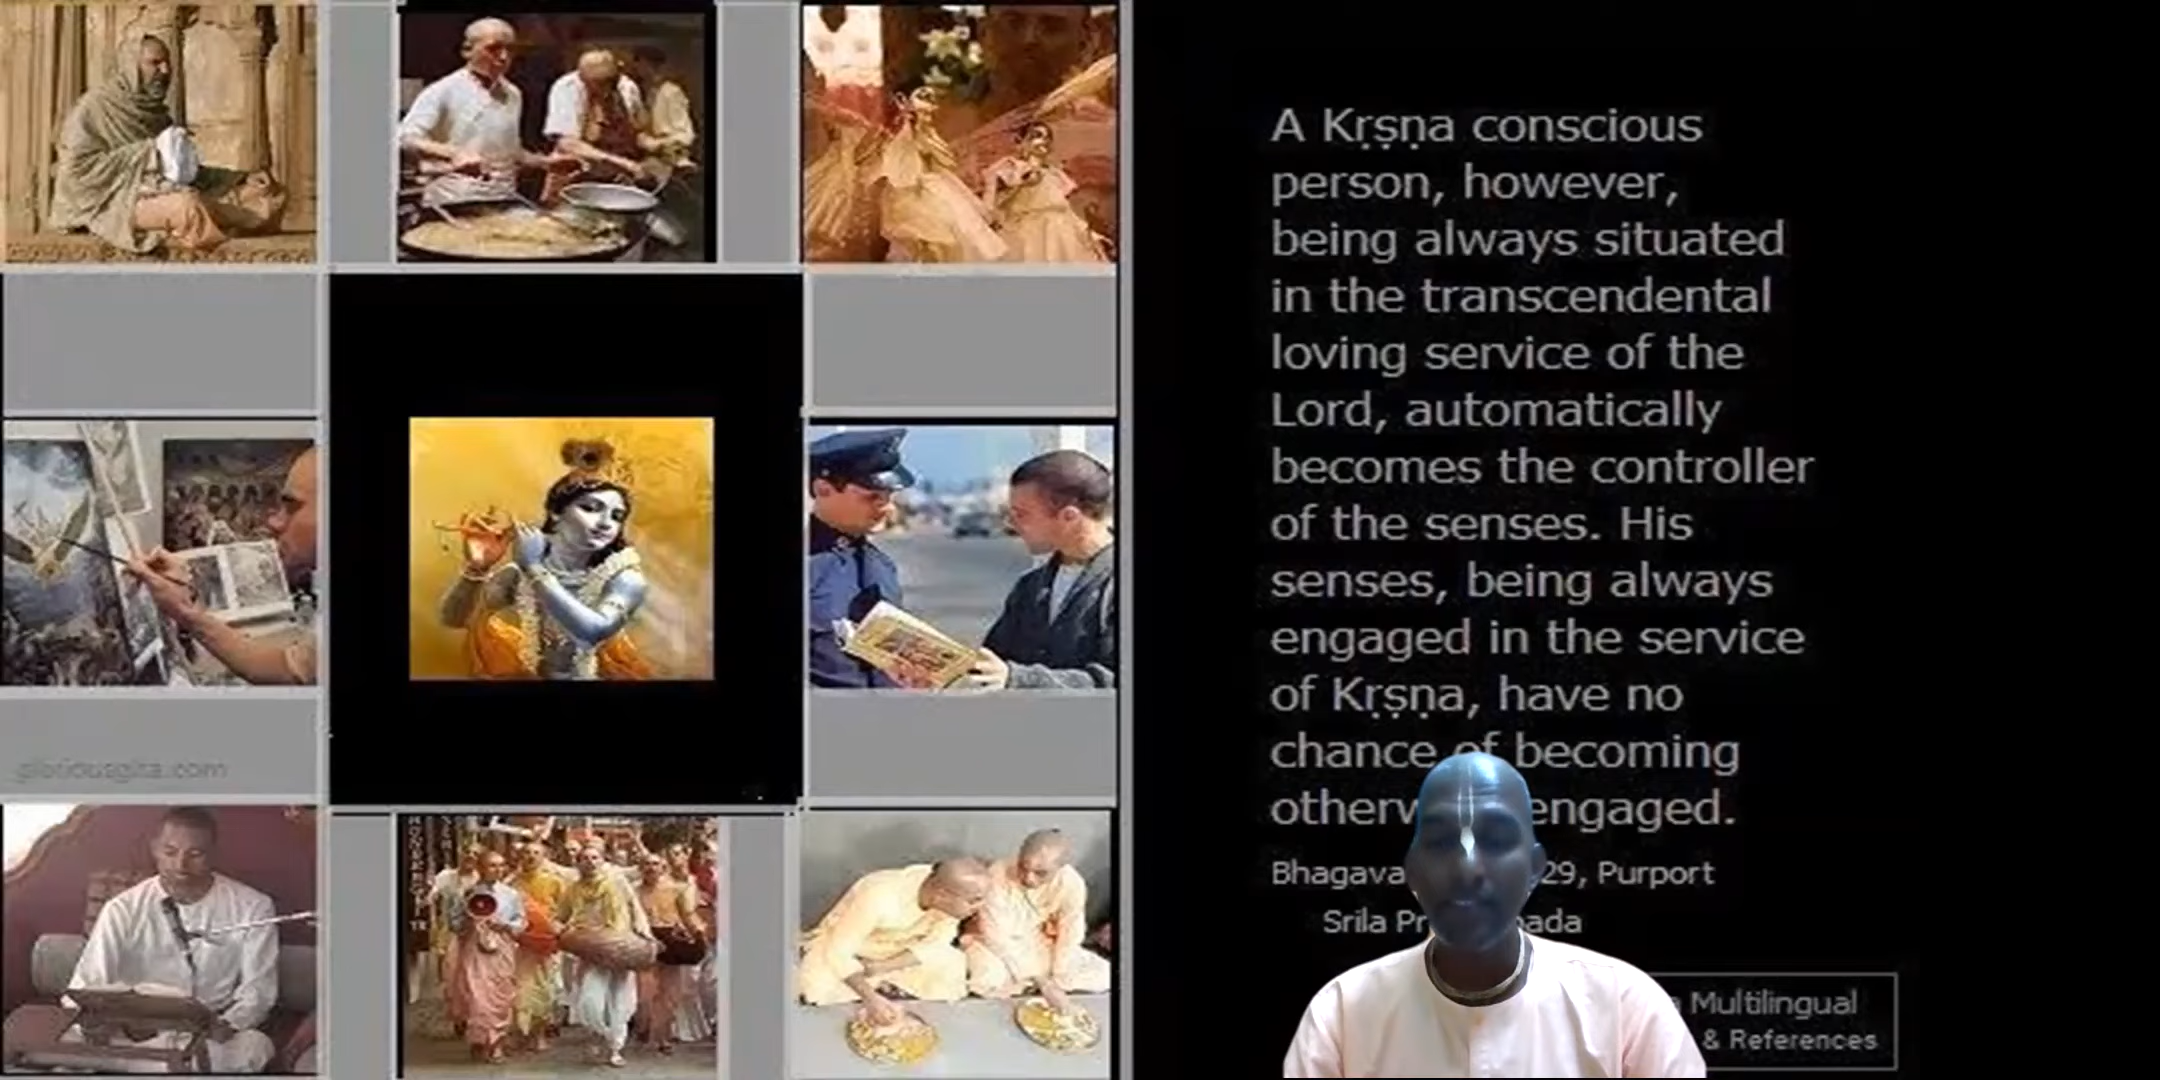 A Kṛṣṇa conscious
person, however,
being always situated
in the transcendental
loving service of the
Lord, automatically
becomes the controller
of the senses. His
senses, being always
engaged in the service
of Kṛṣṇa, have no
chance of becoming
engaged.
29, Purport
Srila
Multilingual
& References
gloriousgita.com